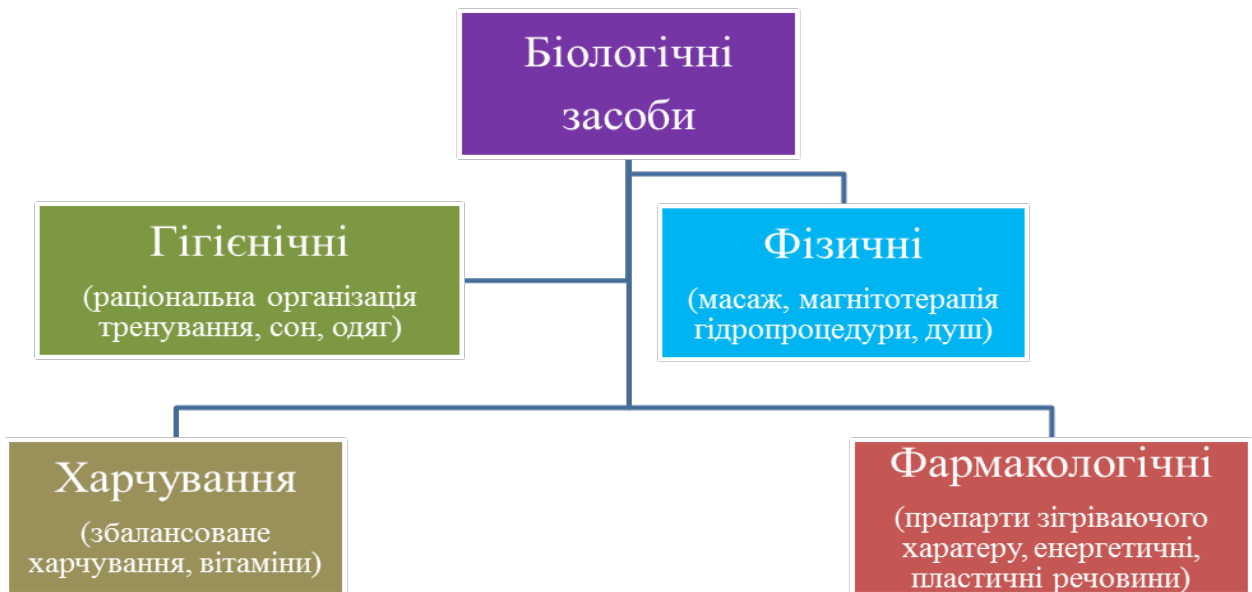 Біологічні
засоби
Гігієнічні
(раціональна організація
тренування, сон, одяг)
Фізичні
(масаж, магнітотерапія
гідропроцедури, душ)
Харчування
(збалансоване
харчування, вітаміни)
Фармакологічні
(препарти зігріваючого
харатеру, енергетичні,
пластичні речовини)